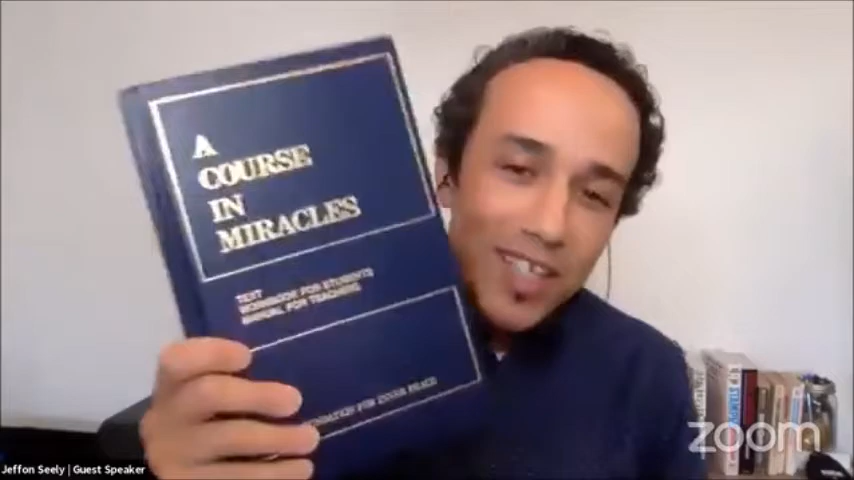 A
COURSE
IN
MIRACLES
TEXT
WORKBOOK FOR STUDENTS
MANUAL FOR TEACHERS
FOUNDATION FOR INNER PEACE
Jeffon Seely | Guest Speaker
zoom